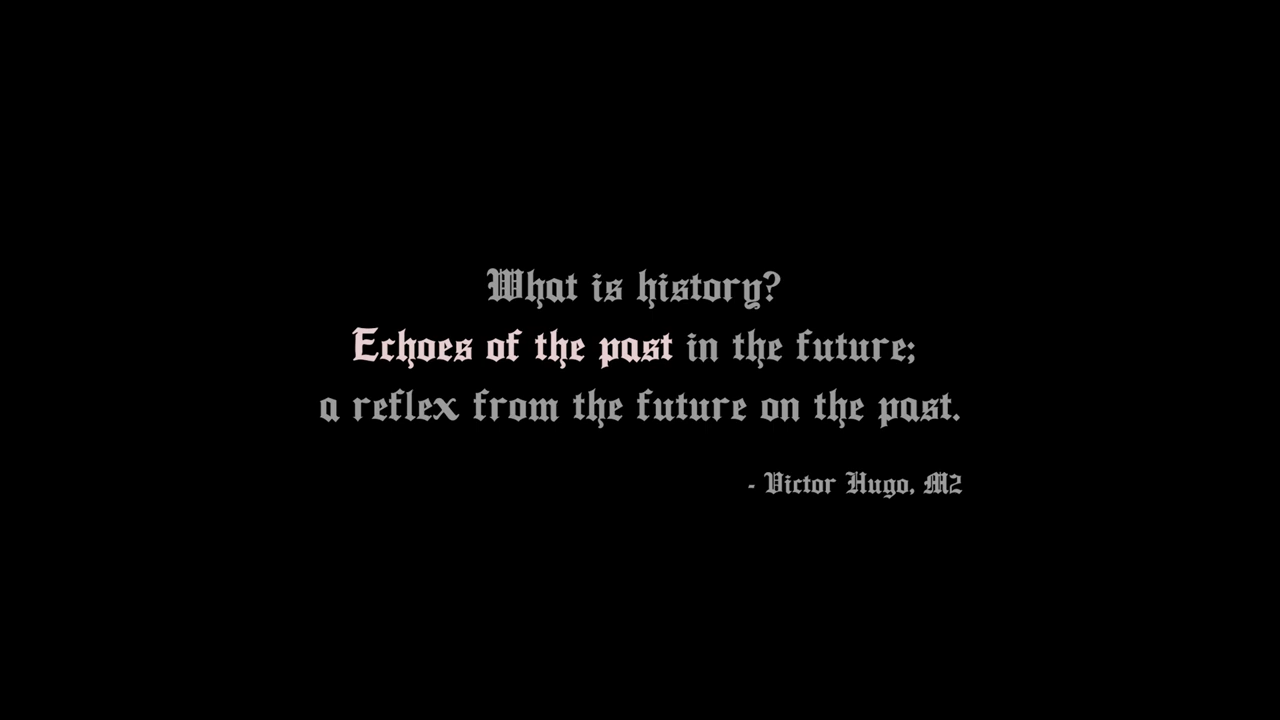 What is history?
Echoes of the past in the future;
a reflex from the future on the past.
- Victor Hugo, M2